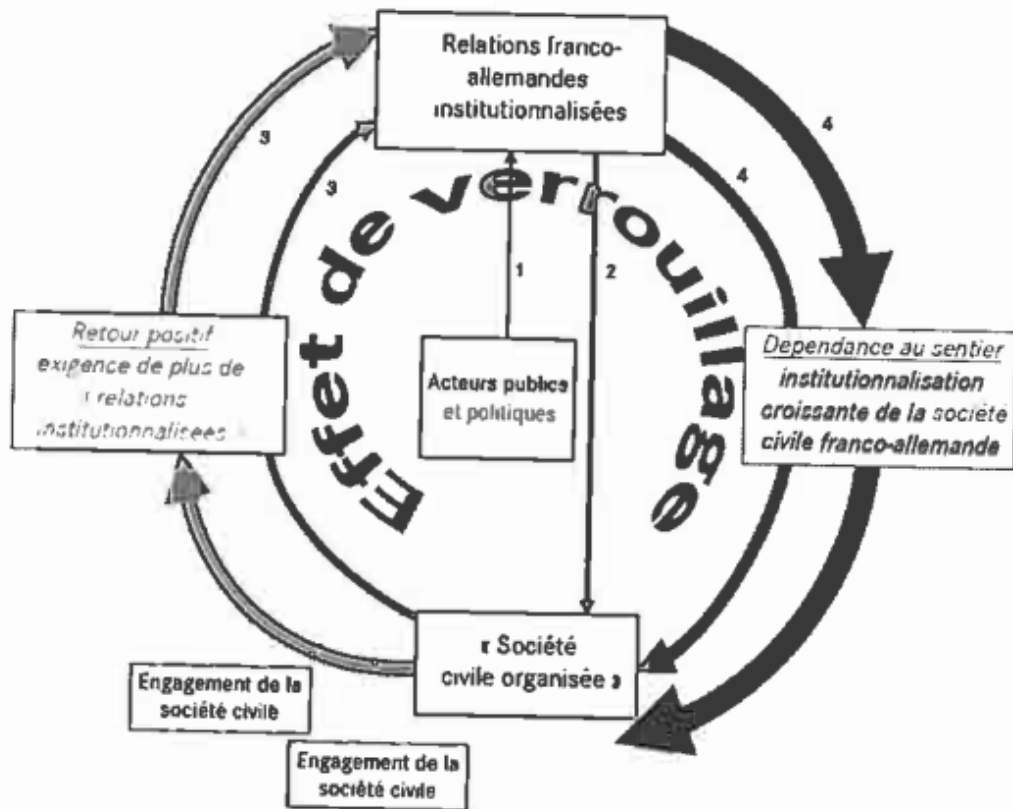 Relations franco-
allemandes
institutionnalisées
3
3
4
4
Effet de verrouillage
1
2
Retour positif
exigence de plus de
relations
institutionnalisées
Acteurs publics
et politiques
Dépendance au sentier
institutionnalisation
croissante de la société
civile franco-allemande
« Société
civile organisée »
Engagement de la
société civile
Engagement de la
société civile